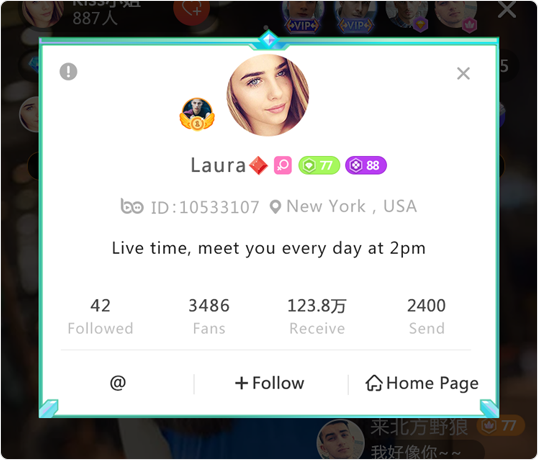 Kiss小姐
887人
VIP
VIP
5
Laura
77
88
ID:10533107
New York , USA
Live time, meet you every day at 2pm
42
3486
123.8万
2400
Followed
Fans
Receive
Send
@
+Follow
Home Page
来北方野狼
77
我好像你~~